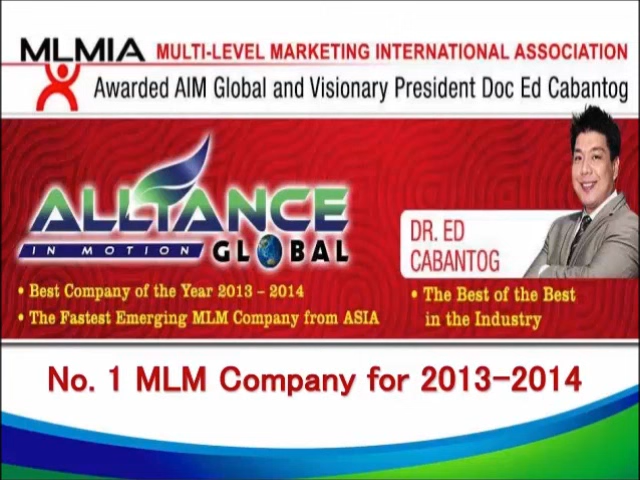 MLMIA MULTI-LEVEL MARKETING INTERNATIONAL ASSOCIATION
Awarded AIM Global and Visionary President Doc Ed Cabantog
ALLIANCE
IN MOTION GLOBAL
DR. ED
CABANTOG
• Best Company of the Year 2013 – 2014
• The Fastest Emerging MLM Company from ASIA
• The Best of the Best
in the Industry
No. 1 MLM Company for 2013-2014